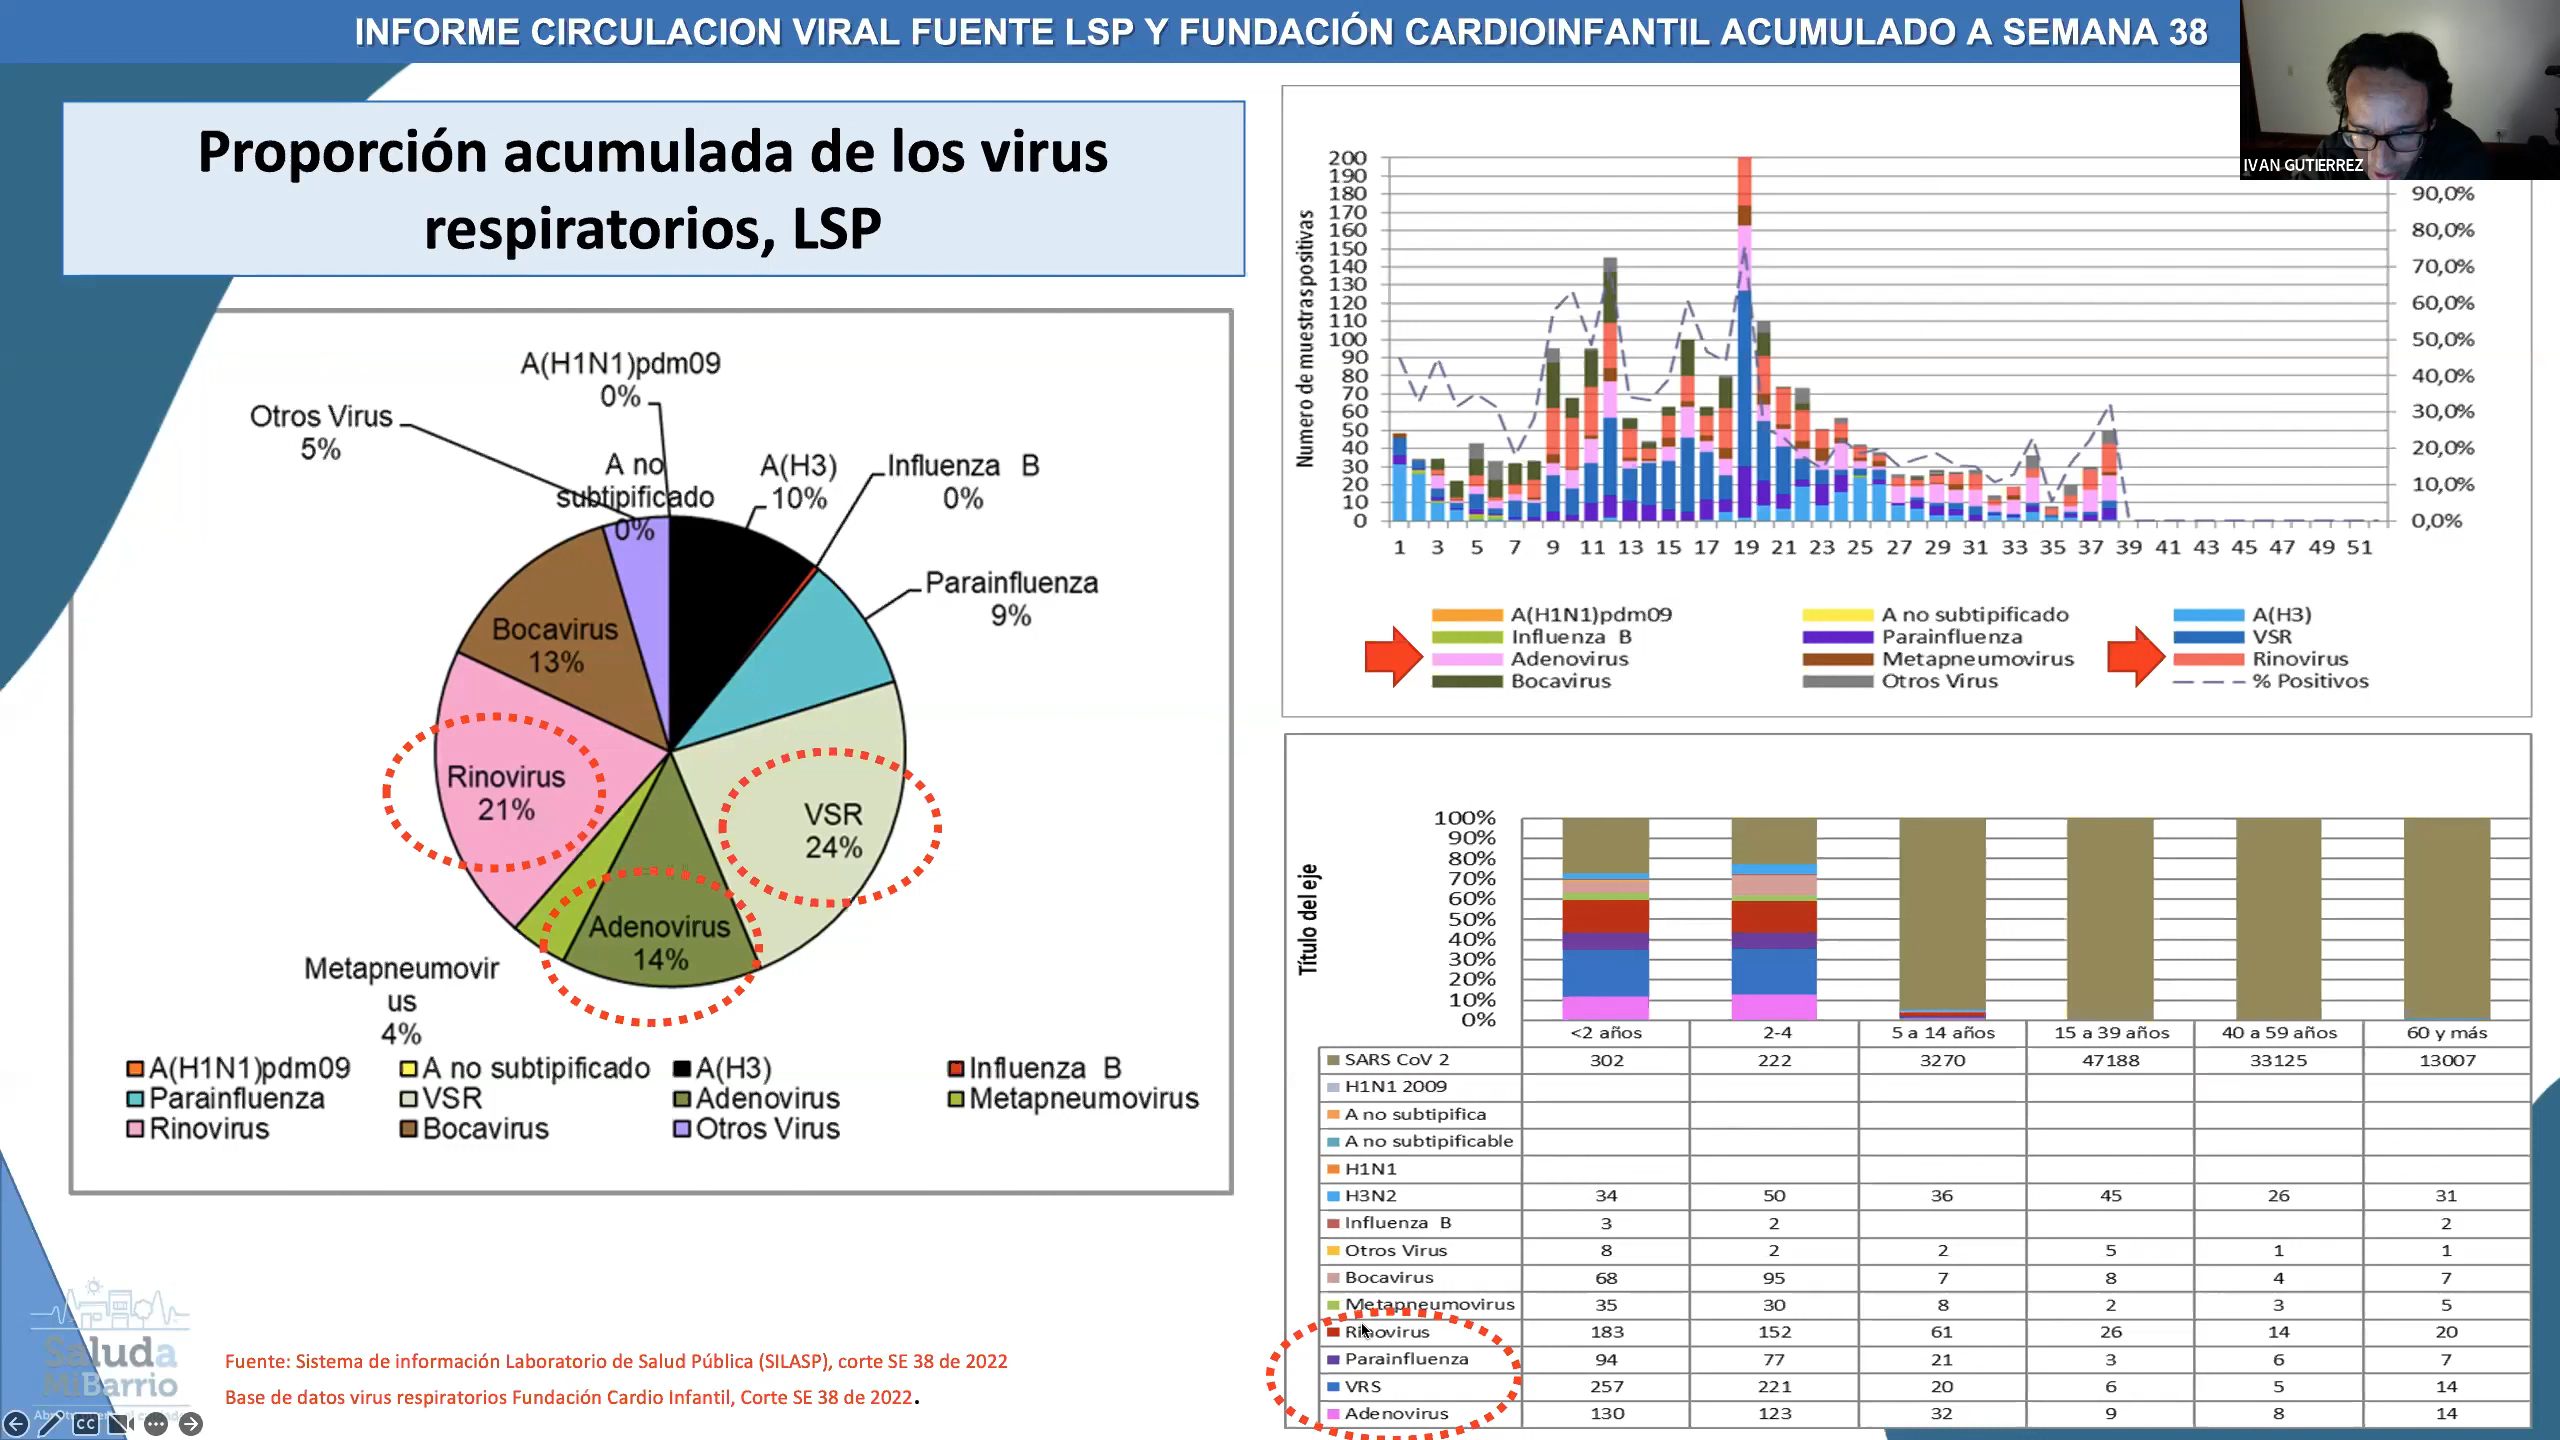 INFORME CIRCULACION VIRAL FUENTE LSP Y FUNDACIÓN CARDIOINFANTIL ACUMULADO A SEMANA 38
IVAN GUTIERREZ
Proporción acumulada de los virus
respiratorios, LSP
A(H1N1)pdm09
0%
Otros Virus
5%
A no
subtipificado
0%
A(H3)
10%
Influenza B
0%
Parainfluenza
9%
Bocavirus
13%
Rinovirus
21%
VSR
24%
Adenovirus
14%
Metapneumovir
us
4%
A(H1N1)pdm09 A no subtipificado A(H3) Influenza B
Parainfluenza VSR Adenovirus Metapneumovirus
Rinovirus Bocavirus Otros Virus
Fuente: Sistema de información Laboratorio de Salud Pública (SILASP), corte SE 38 de 2022
Base de datos virus respiratorios Fundación Cardio Infantil, Corte SE 38 de 2022.
Saluda
MiBarrio
CC
Numero de muestras positivas
200
190
180
170
160
150
140
130
120
110
100
90
80
70
60
50
40
30
20
10
0
90,0%
80,0%
70,0%
60,0%
50,0%
40,0%
30,0%
20,0%
10,0%
0,0%
1 3 5 7 9 11 13 15 17 19 21 23 25 27 29 31 33 35 37 39 41 43 45 47 49 51
A(H1N1)pdm09 A no subtipificado A(H3)
Influenza B Parainfluenza VSR
Adenovirus Metapneumovirus Rinovirus
Bocavirus Otros Virus % Positivos
Título del eje
100%
90%
80%
70%
60%
50%
40%
30%
20%
10%
0%
<2 años 2-4 5 a 14 años 15 a 39 años 40 a 59 años 60 y más
SARS CoV 2 302 222 3270 47188 33125 13007
H1N1 2009
A no subtipifica
A no subtipificable
H1N1
H3N2 34 50 36 45 26 31
Influenza B 3 2 2
Otros Virus 8 2 2 5 1 1
Bocavirus 68 95 7 8 4 7
Metapneumovirus 35 30 8 2 3 5
Rinovirus 183 152 61 26 14 20
Parainfluenza 94 77 21 3 6 7
VRS 257 221 20 6 5 14
Adenovirus 130 123 32 9 8 14